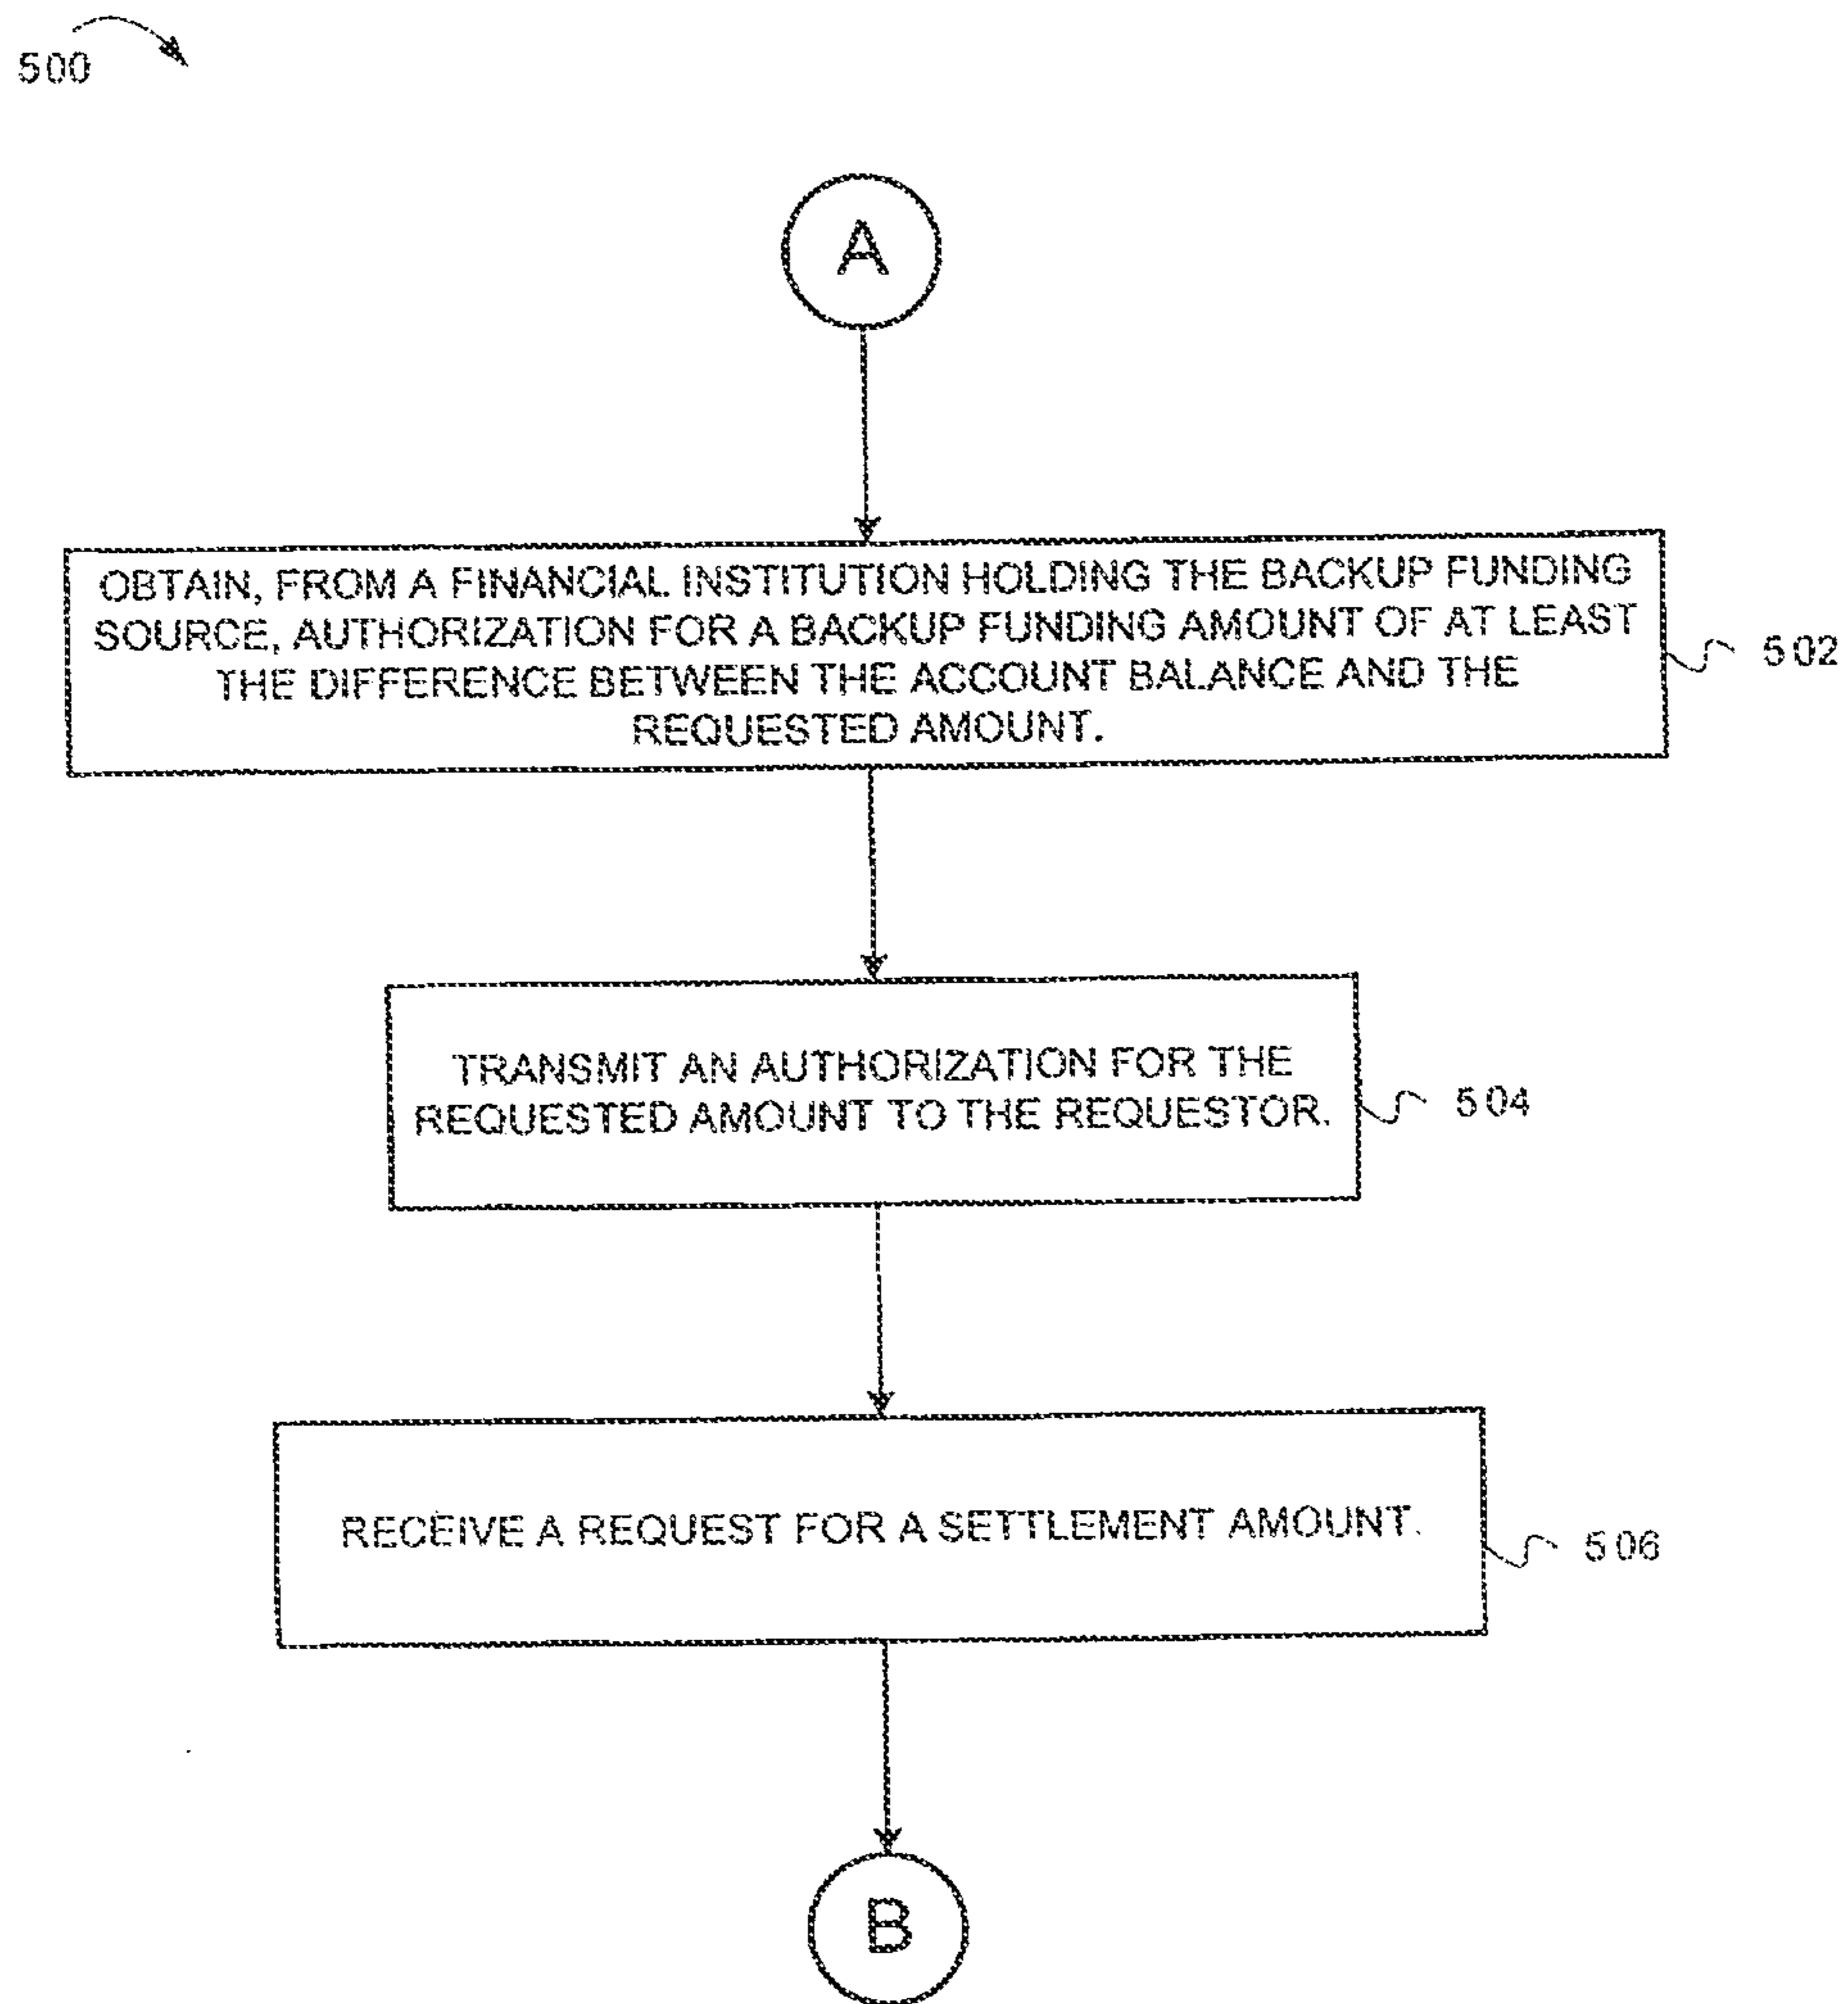 500
A
OBTAIN, FROM A FINANCIAL INSTITUTION HOLDING THE BACKUP FUNDING
SOURCE, AUTHORIZATION FOR A BACKUP FUNDING AMOUNT OF AT LEAST
THE DIFFERENCE BETWEEN THE ACCOUNT BALANCE AND THE
REQUESTED AMOUNT.
502
TRANSMIT AN AUTHORIZATION FOR THE
REQUESTED AMOUNT TO THE REQUESTOR.
504
RECEIVE A REQUEST FOR A SETTLEMENT AMOUNT.
506
B